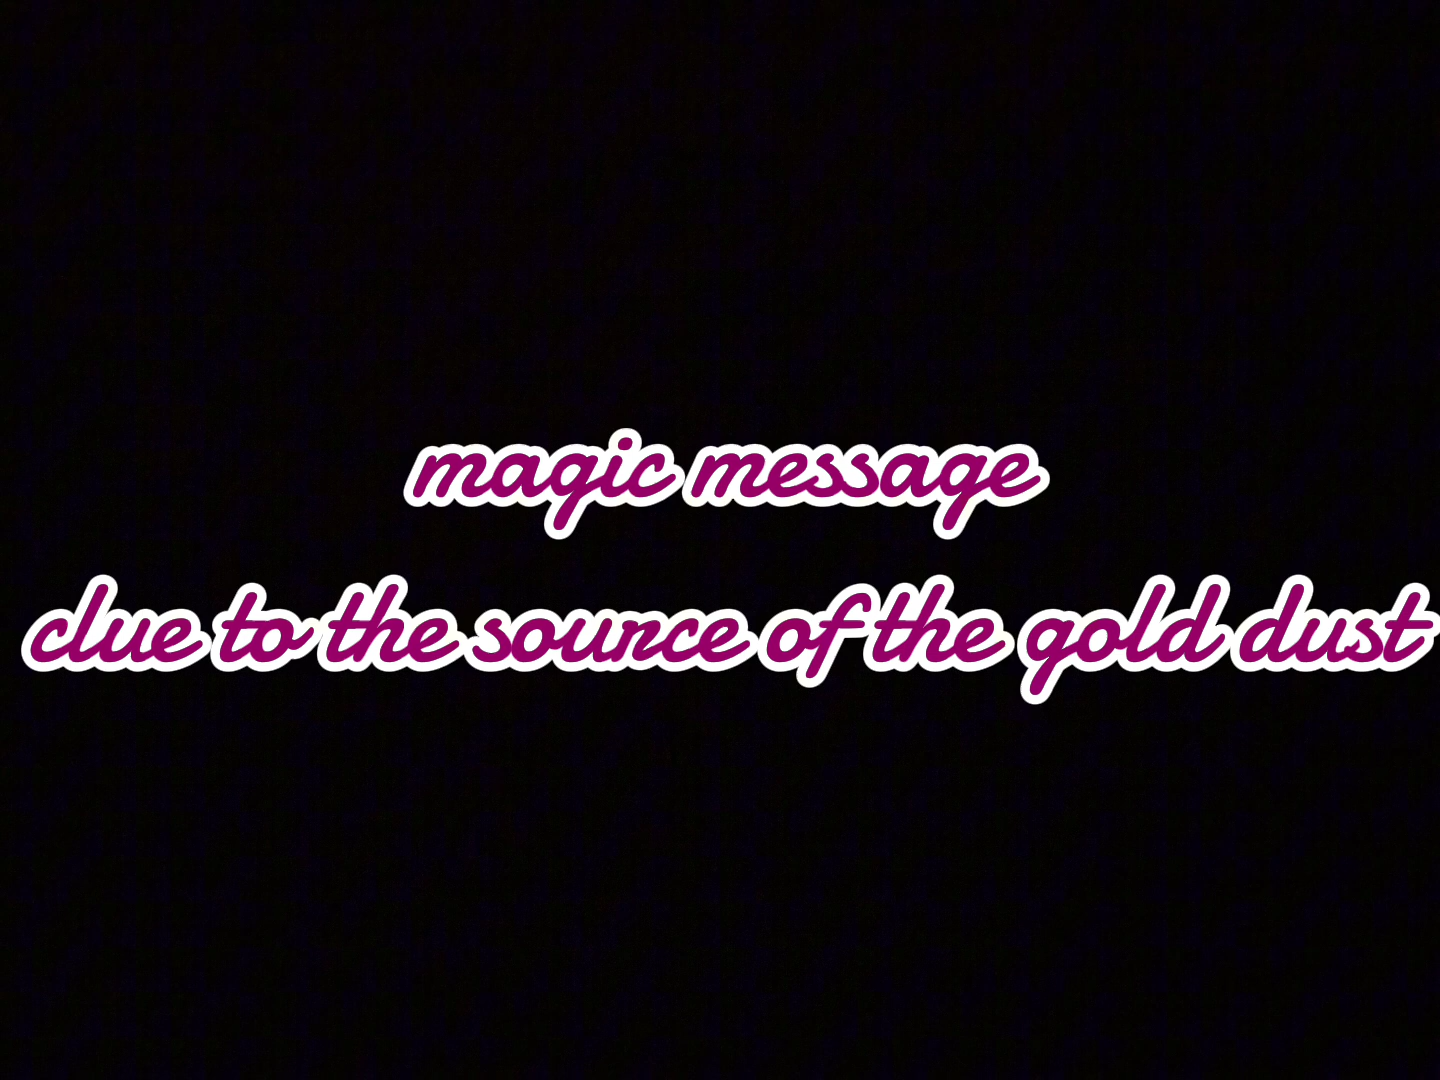 magic message
clue to the source of the gold dust